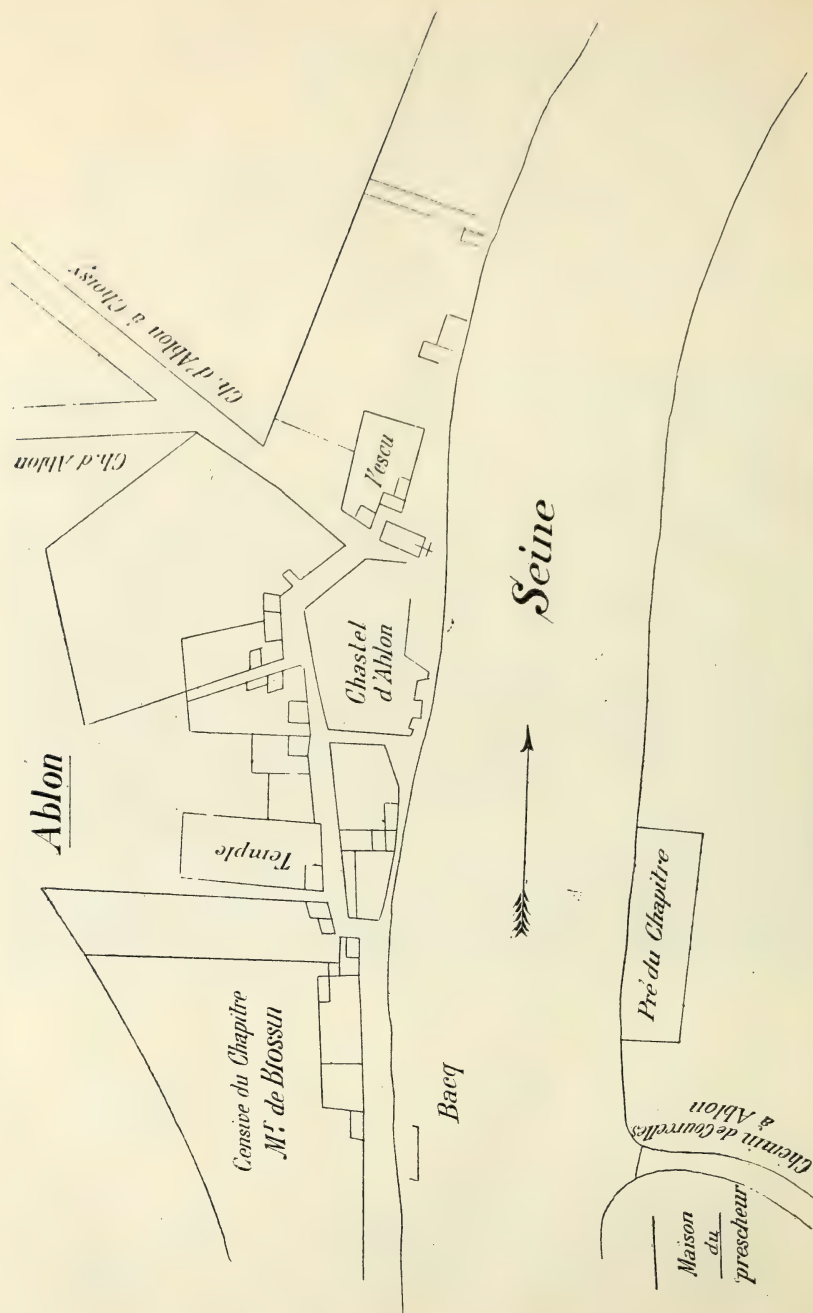 Ablon
Ch. d'Ablon à Choisy
Ch. d'Ablon
l'escu
Chastel
d'Ablon
Seine
Temple
Censive du Chapitre
Mr. de Brossin
Bacq
Pré du Chapitre
Chemin de Courcelles
à Ablon
Maison
du
prescheur